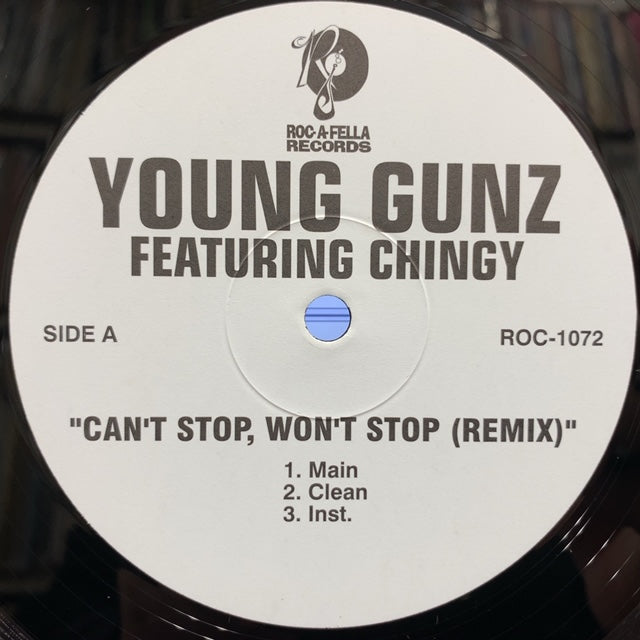 ROC-A-FELLA
RECORDS
YOUNG GUNZ
FEATURING CHINGY
SIDE A
ROC-1072
"CAN'T STOP, WON'T STOP (REMIX)"
1. Main
2. Clean
3. Inst.